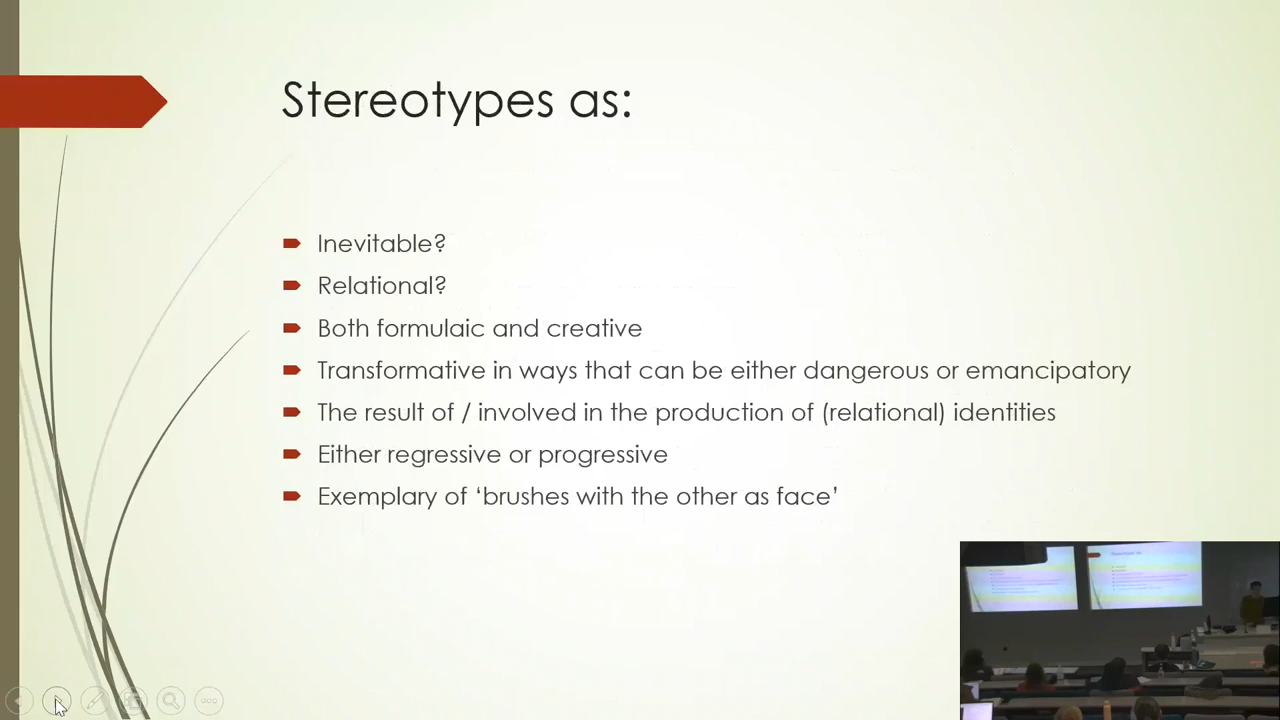 Stereotypes as:
Inevitable?
Relational?
Both formulaic and creative
Transformative in ways that can be either dangerous or emancipatory
The result of / involved in the production of (relational) identities
Either regressive or progressive
Exemplary of ‘brushes with the other as face’